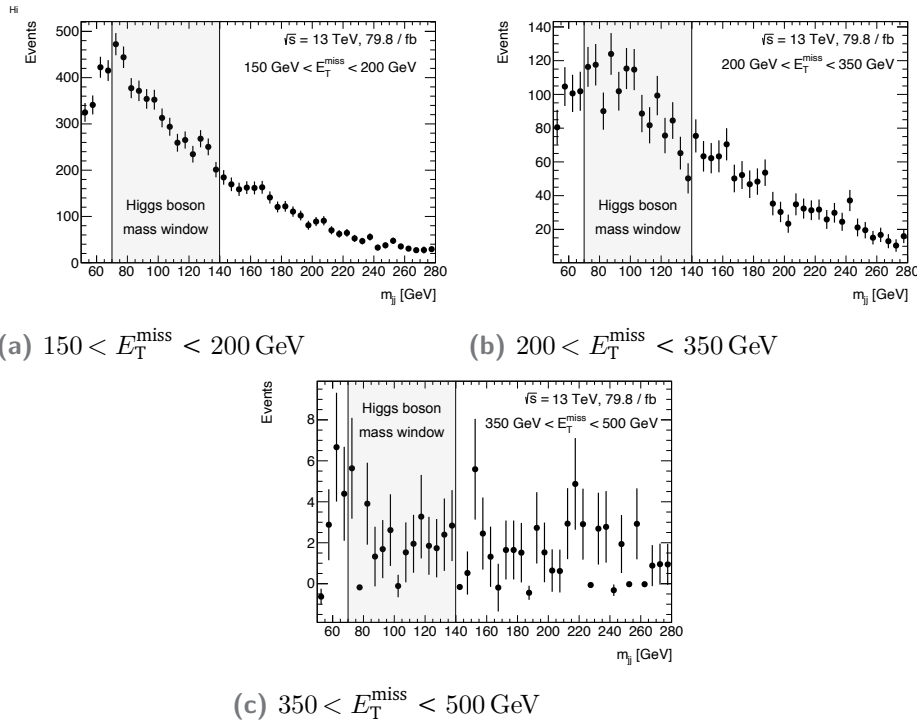 Hi
Events
500
400
300
200
100
0
√s = 13 TeV, 79.8 / fb
150 GeV < E_T^miss < 200 GeV
Higgs boson
mass window
60 80 100 120 140 160 180 200 220 240 260 280
m_jj [GeV]
(a) 150 < E_T^miss < 200 GeV
Events
140
120
100
80
60
40
20
√s = 13 TeV, 79.8 / fb
200 GeV < E_T^miss < 350 GeV
Higgs boson
mass window
60 80 100 120 140 160 180 200 220 240 260 280
m_jj [GeV]
(b) 200 < E_T^miss < 350 GeV
Events
8
6
4
2
0
Higgs boson
mass window
√s = 13 TeV, 79.8 / fb
350 GeV < E_T^miss < 500 GeV
60 80 100 120 140 160 180 200 220 240 260 280
m_jj [GeV]
(c) 350 < E_T^miss < 500 GeV